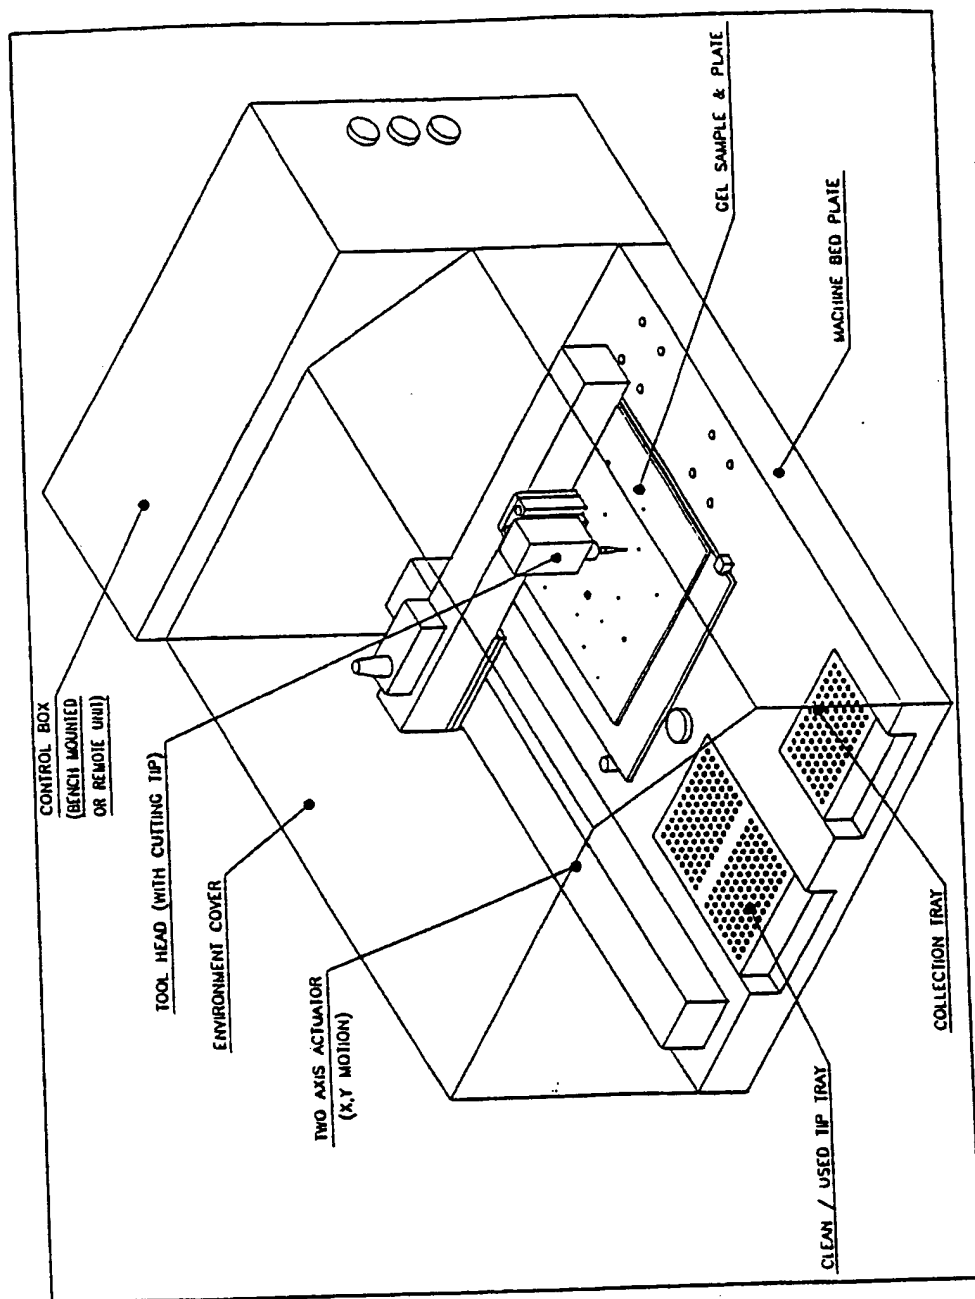 CONTROL BOX
(BENCH MOUNTED
OR REMOTE UNIT)
TOOL HEAD (WITH CUTTING TIP)
ENVIRONMENT COVER
TWO AXIS ACTUATOR
(X,Y MOTION)
CLEAN / USED TIP TRAY
COLLECTION TRAY
MACHINE BED PLATE
GEL SAMPLE & PLATE